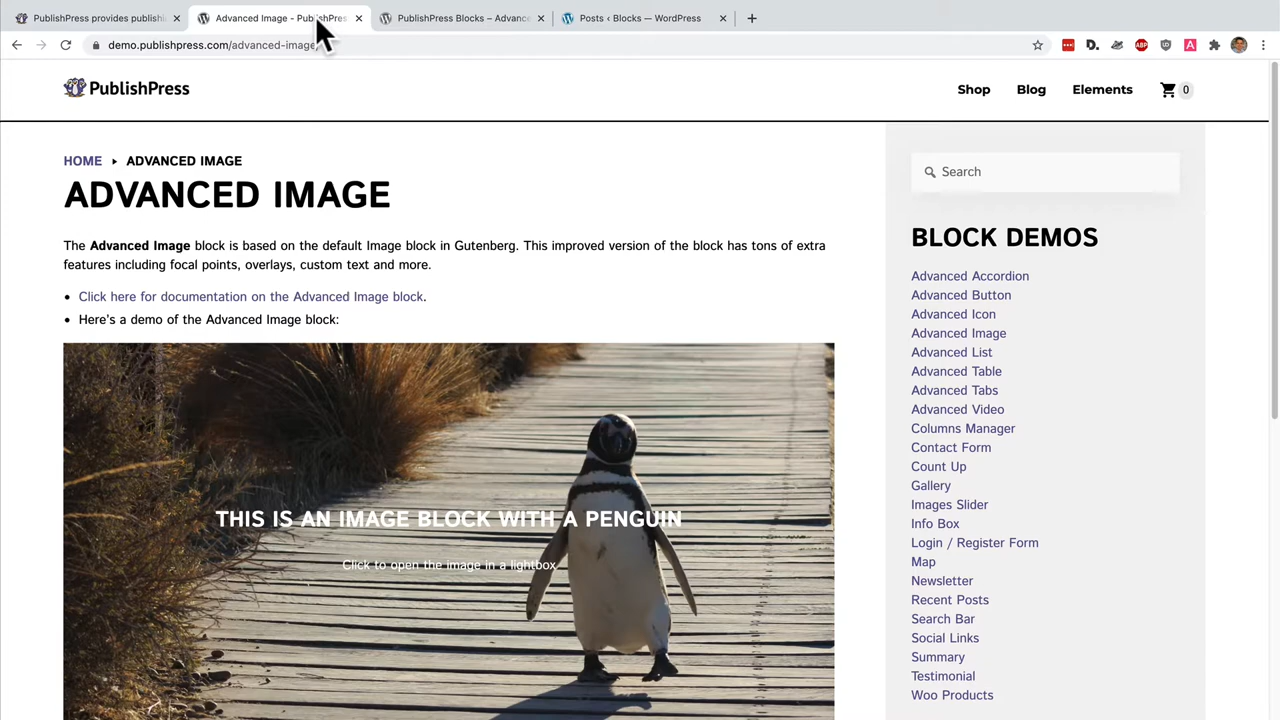 PublishPress provides publishi
Advanced Image - PublishPres
PublishPress Blocks – Advance
Posts ‹ Blocks — WordPress
demo.publishpress.com/advanced-image
PublishPress
Shop
Blog
Elements
0
HOME ▸ ADVANCED IMAGE
ADVANCED IMAGE
The Advanced Image block is based on the default Image block in Gutenberg. This improved version of the block has tons of extra
features including focal points, overlays, custom text and more.
• Click here for documentation on the Advanced Image block.
• Here's a demo of the Advanced Image block:
THIS IS AN IMAGE BLOCK WITH A PENGUIN
Click to open the image in a lightbox
Search
BLOCK DEMOS
Advanced Accordion
Advanced Button
Advanced Icon
Advanced Image
Advanced List
Advanced Table
Advanced Tabs
Advanced Video
Columns Manager
Contact Form
Count Up
Gallery
Images Slider
Info Box
Login / Register Form
Map
Newsletter
Recent Posts
Search Bar
Social Links
Summary
Testimonial
Woo Products